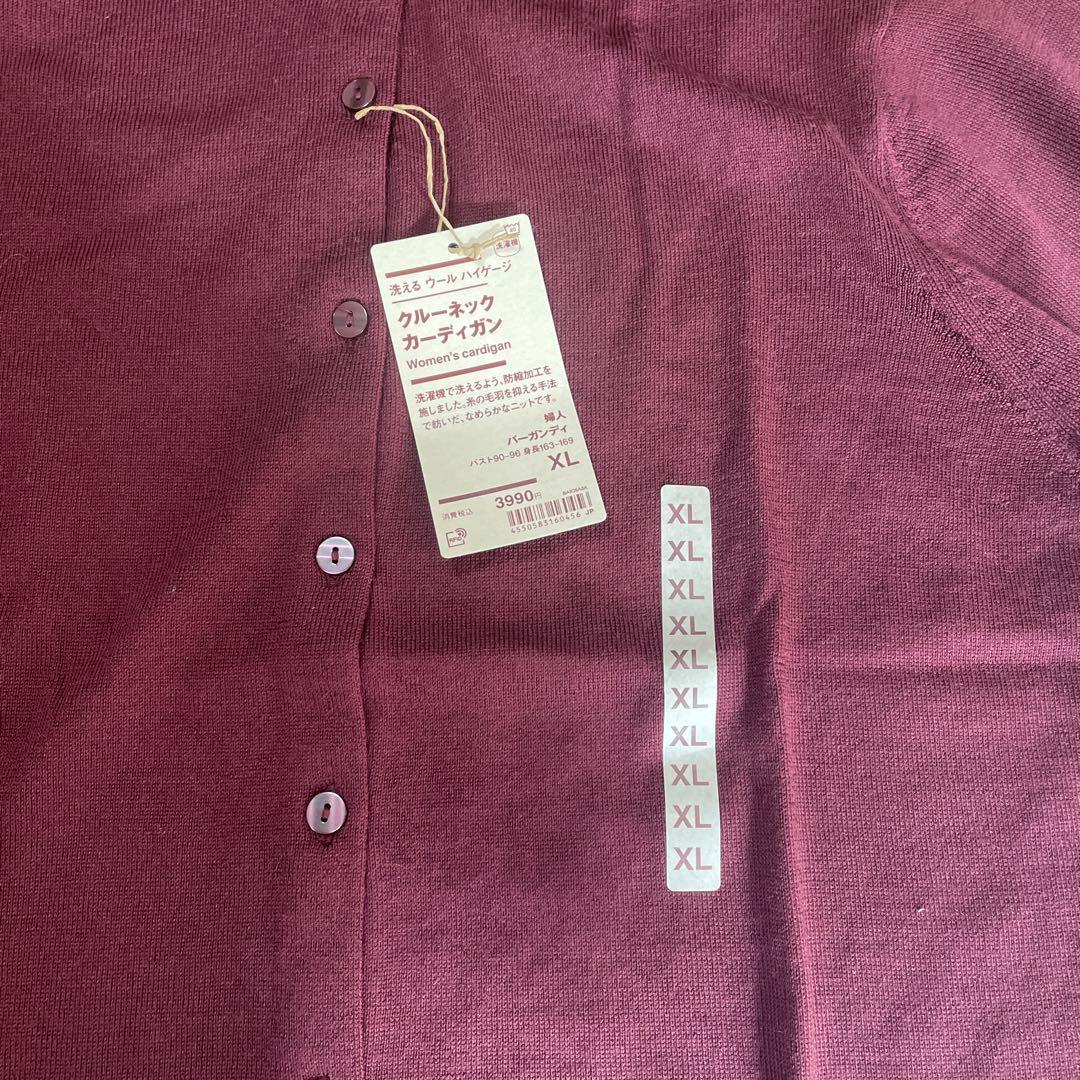 洗濯機
洗える ウール ハイゲージ
クルーネック
カーディガン
Women's cardigan
洗濯機で洗えるよう、防縮加工を
施しました。糸の毛羽を抑える手法
で紡いだ、なめらかなニットです。
婦人
バーガンディ
バスト90-96 身長163-169
XL
消費税込 3990円
4550583160456 JP
RFID
XL
XL
XL
XL
XL
XL
XL
XL
XL
XL